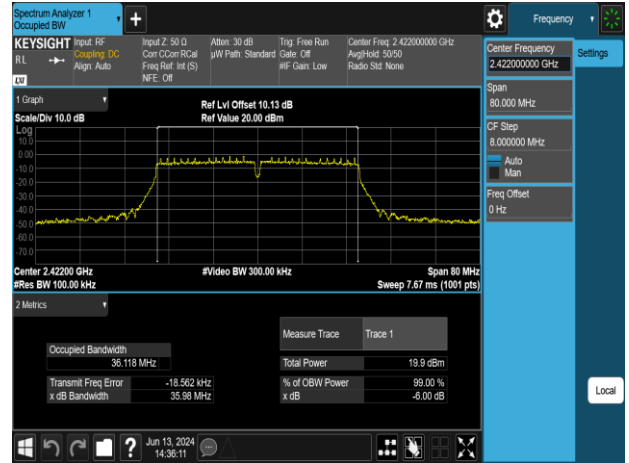 Spectrum Analyzer 1
Occupied BW
Frequency
KEYSIGHT
RL
LXI
Input: RF
Coupling: DC
Align: Auto
Input Z: 50 Ω
Corr CCorr RCal
Freq Ref: Int (S)
NFE: Off
Atten: 30 dB
µW Path: Standard
Trig: Free Run
Gate: Off
#IF Gain: Low
Center Freq: 2.422000000 GHz
Avg|Hold: 50/50
Radio Std: None
Center Frequency
2.422000000 GHz
Settings
Span
80.000 MHz
CF Step
8.000000 MHz
Auto
Man
Freq Offset
0 Hz
Local
1 Graph
Scale/Div 10.0 dB
Ref Lvl Offset 10.13 dB
Ref Value 20.00 dBm
Log
10.0
0.00
-10.0
-20.0
-30.0
-40.0
-50.0
-60.0
-70.0
Center 2.42200 GHz
#Video BW 300.00 kHz
Span 80 MHz
#Res BW 100.00 kHz
Sweep 7.67 ms (1001 pts)
2 Metrics
Measure Trace
Trace 1
Occupied Bandwidth
36.118 MHz
Total Power
19.9 dBm
Transmit Freq Error
-18.562 kHz
% of OBW Power
99.00 %
x dB Bandwidth
35.98 MHz
x dB
-6.00 dB
Jun 13, 2024
14:36:11